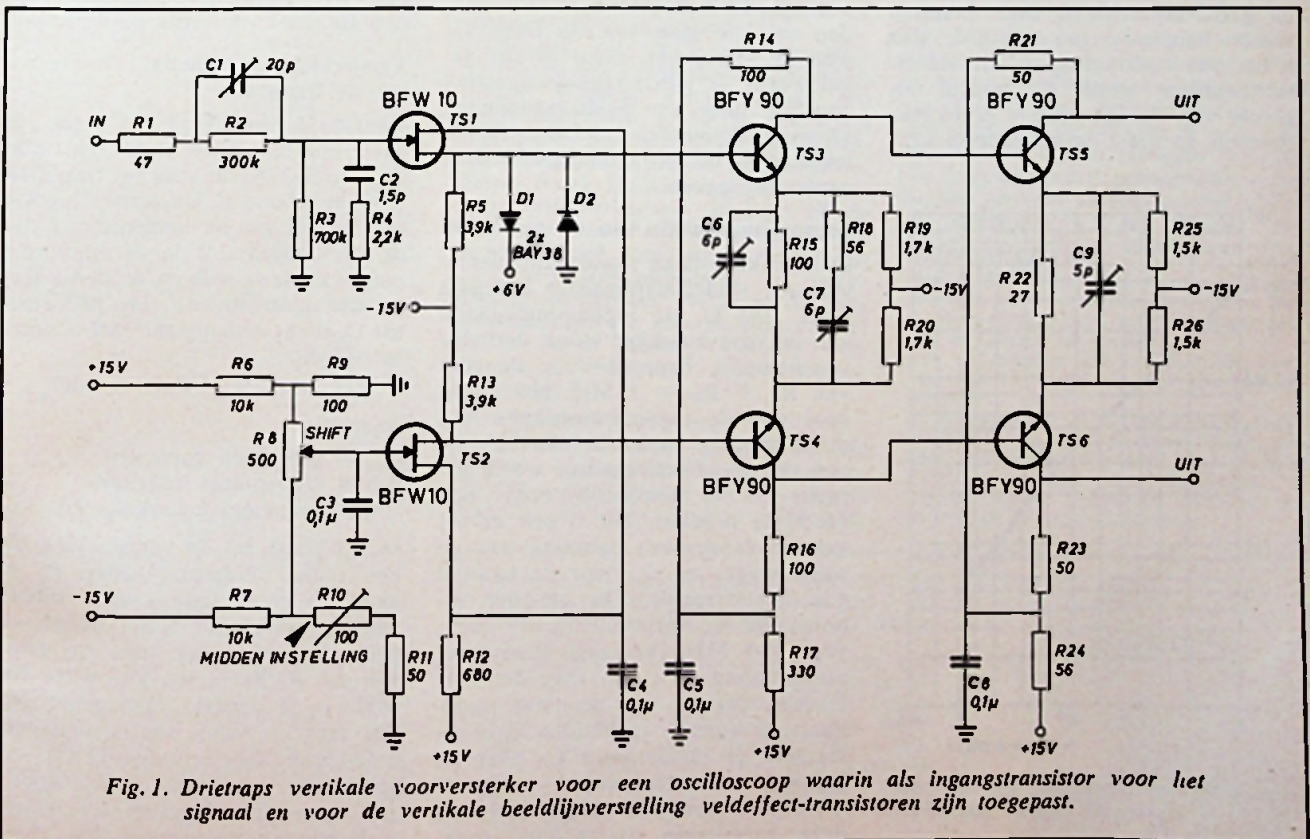 C1 20p
R14
100
R21
50
BFW 10
BFY 90
BFY 90
UIT
IN
R1
47
R2
300k
TS1
TS3
TS5
C2
1,5p
R3
700k
R4
2,2k
R5
3,9k
D1
D2
2x
BAY38
+6V
C6
6p
R15
100
R18
56
R19
1,7k
C7
6p
-15V
R20
1,7k
R22
27
C9
5p
R25
1,5k
-15V
R26
1,5k
-15V
+15V
R6
10k
R9
100
R13
3,9k
R8
500
SHIFT
TS2
BFW10
C3
0,1µ
TS4
BFY90
TS6
BFY90
UIT
-15V
R7
10k
R10
100
MIDDEN INSTELLING
R11
50
R12
680
+15V
C4
0,1µ
C5
0,1µ
R16
100
R17
330
+15V
C8
0,1µ
R23
50
R24
56
+15V
Fig. 1. Drietraps vertikale voorversterker voor een oscilloscoop waarin als ingangstransistor voor het
signaal en voor de vertikale beeldlijnverstelling veldeffect-transistoren zijn toegepast.